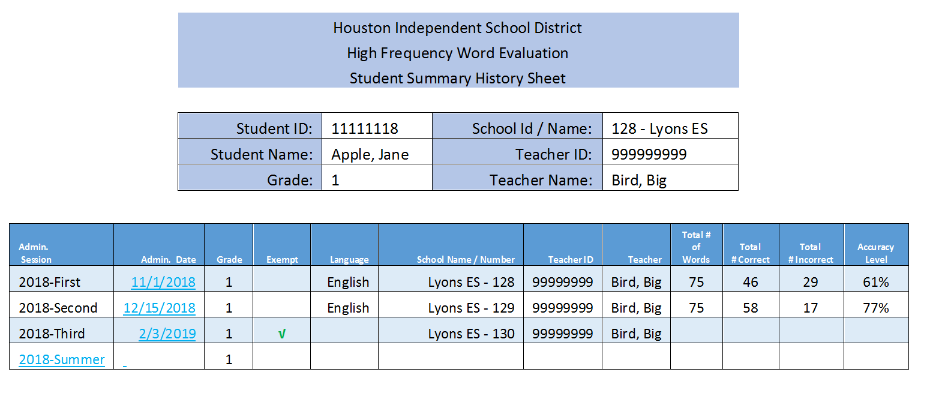 Houston Independent School District
High Frequency Word Evaluation
Student Summary History Sheet
Student ID: 11111118 School Id / Name: 128 - Lyons ES
Student Name: Apple, Jane Teacher ID: 999999999
Grade: 1 Teacher Name: Bird, Big
Admin. Session Admin. Date Grade Exempt Language School Name / Number Teacher ID Teacher Total # of Words Total # Correct Total # Incorrect Accuracy Level
2018-First 11/1/2018 1 English Lyons ES - 128 99999999 Bird, Big 75 46 29 61%
2018-Second 12/15/2018 1 English Lyons ES - 129 99999999 Bird, Big 75 58 17 77%
2018-Third 2/3/2019 1 √ Lyons ES - 130 99999999 Bird, Big
2018-Summer 1